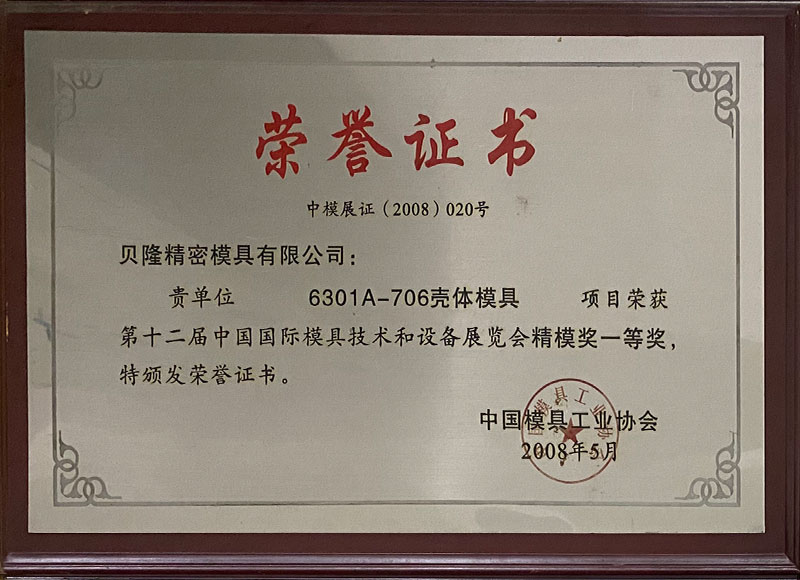 荣誉证书
中模展证（2008）020号
贝隆精密模具有限公司：
贵单位 6301A-706壳体模具 项目荣获
第十二届中国国际模具技术和设备展览会精模奖一等奖，
特颁发荣誉证书。
中国模具工业协会
2008年5月